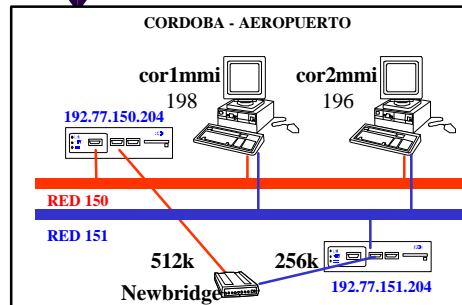 CORDOBA - AEROPUERTO
cor1mmi
198
cor2mmi
196
192.77.150.204
RED 150
RED 151
512k
256k
Newbridge
192.77.151.204